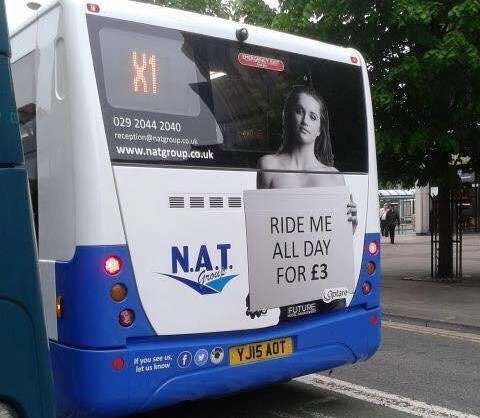 EMERGENCY EXIT
X1
029 2044 2040
reception@natgroup.co.uk
www.natgroup.co.uk
RIDE ME
ALL DAY
FOR £3
N.A.T.
Group
Optare
FUTURE
If you see us,
let us know
YJ15 AOT